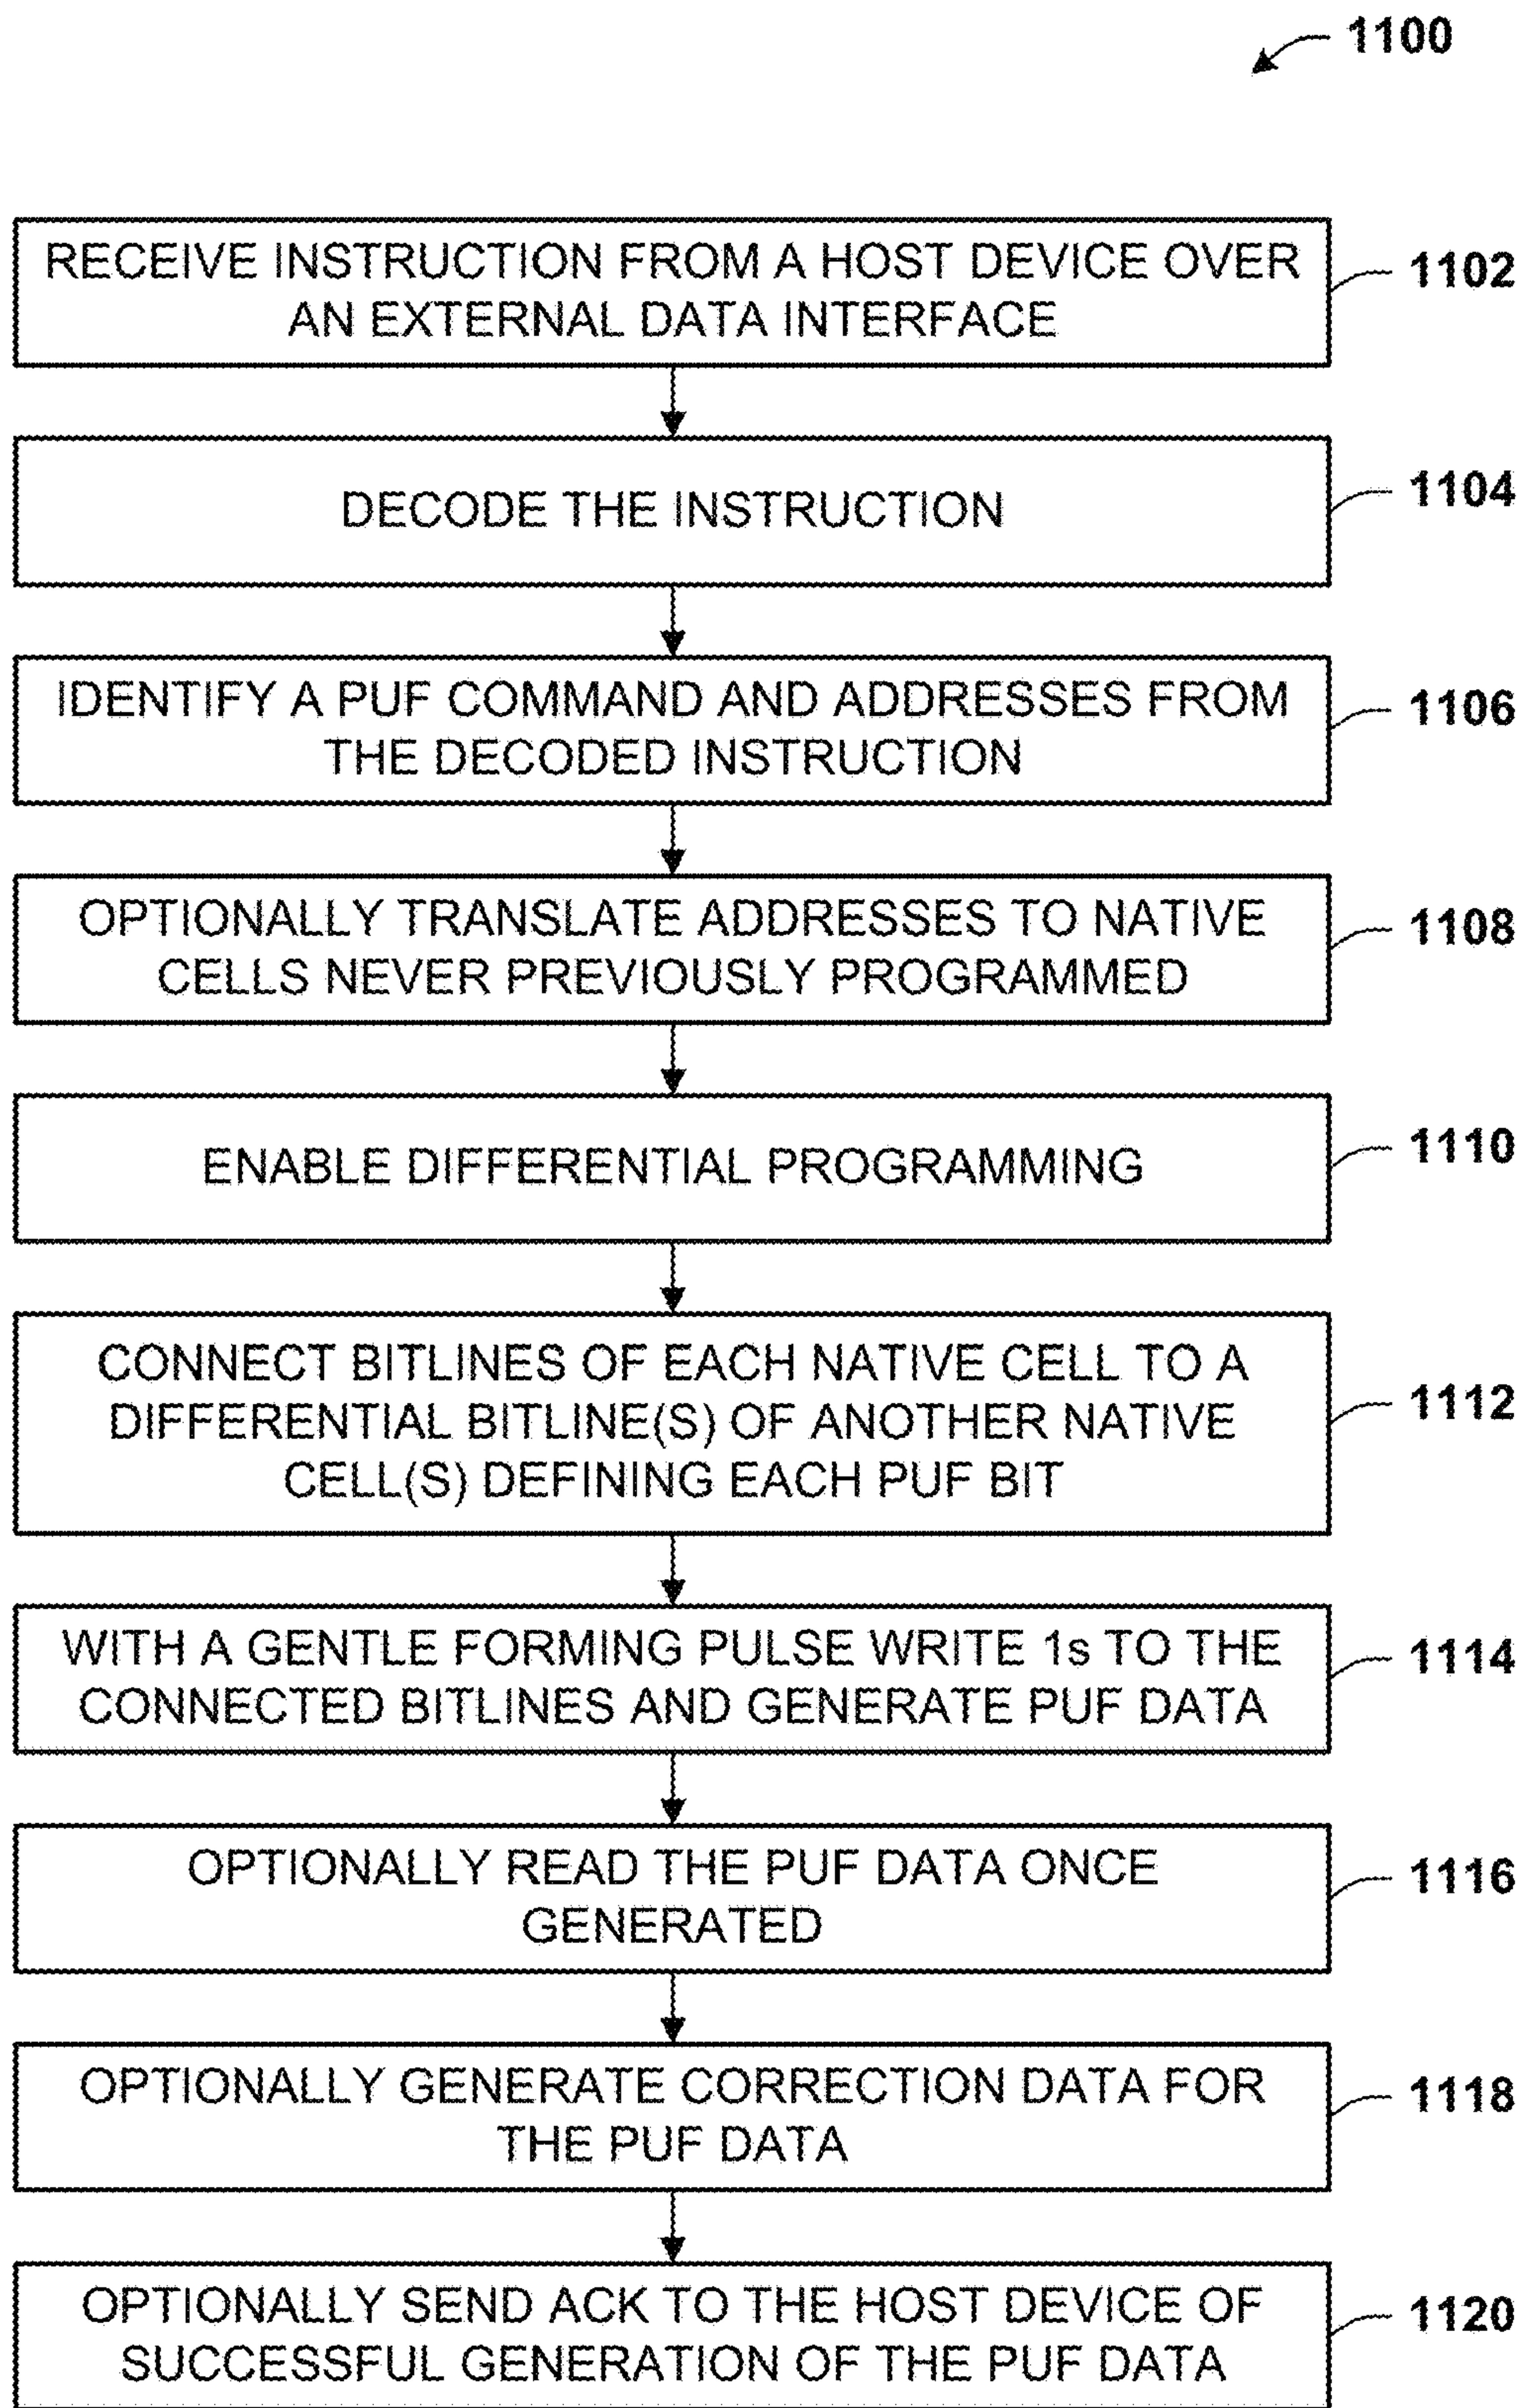 1100
RECEIVE INSTRUCTION FROM A HOST DEVICE OVER
AN EXTERNAL DATA INTERFACE
1102
DECODE THE INSTRUCTION
1104
IDENTIFY A PUF COMMAND AND ADDRESSES FROM
THE DECODED INSTRUCTION
1106
OPTIONALLY TRANSLATE ADDRESSES TO NATIVE
CELLS NEVER PREVIOUSLY PROGRAMMED
1108
ENABLE DIFFERENTIAL PROGRAMMING
1110
CONNECT BITLINES OF EACH NATIVE CELL TO A
DIFFERENTIAL BITLINE(S) OF ANOTHER NATIVE
CELL(S) DEFINING EACH PUF BIT
1112
WITH A GENTLE FORMING PULSE WRITE 1s TO THE
CONNECTED BITLINES AND GENERATE PUF DATA
1114
OPTIONALLY READ THE PUF DATA ONCE
GENERATED
1116
OPTIONALLY GENERATE CORRECTION DATA FOR
THE PUF DATA
1118
OPTIONALLY SEND ACK TO THE HOST DEVICE OF
SUCCESSFUL GENERATION OF THE PUF DATA
1120